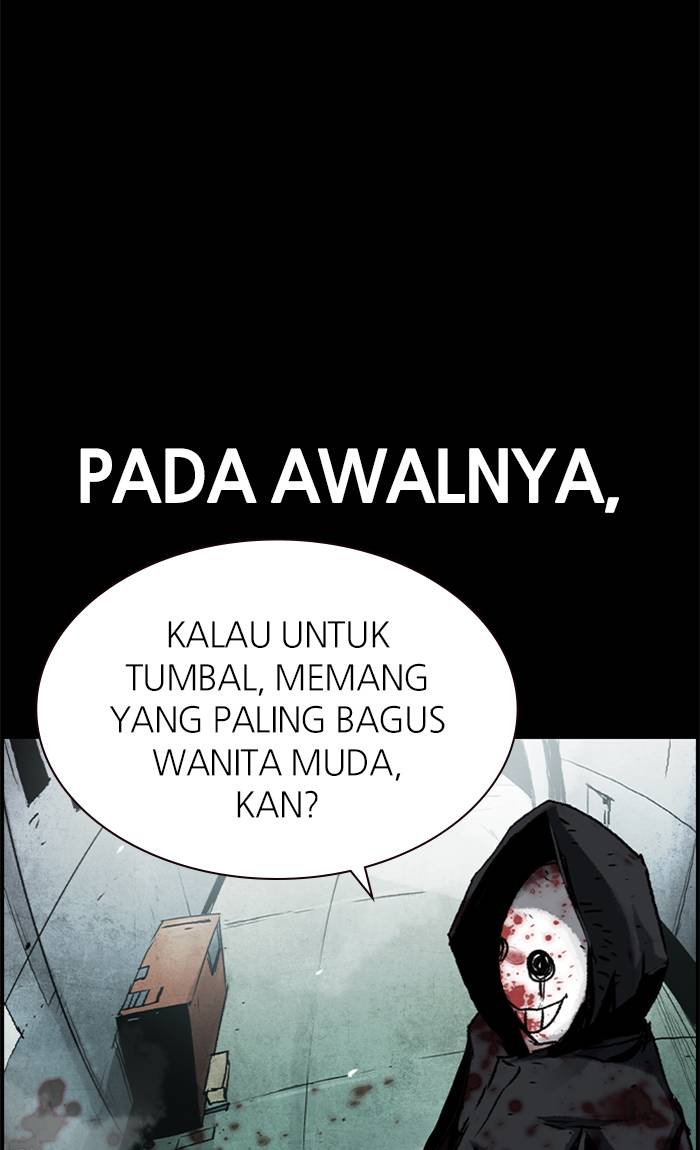 PADA AWALNYA,
KALAU UNTUK
TUMBAL, MEMANG
YANG PALING BAGUS
WANITA MUDA,
KAN?